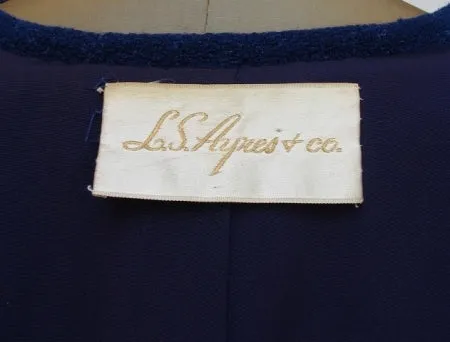 L.S. Ayres + co.